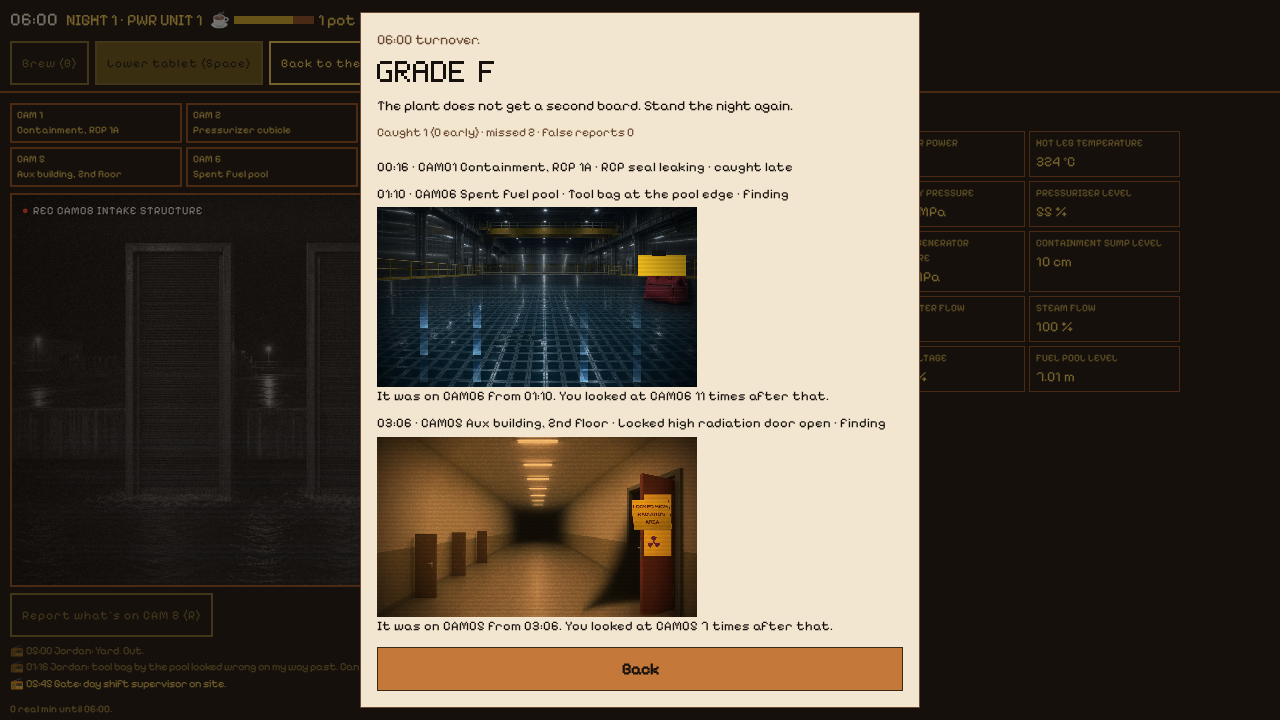 06:00 NIGHT 1 · PWR UNIT 1 ☕ 1 pot
Brew (B) Lower tablet (Space) Back to the
CAM 1
Containment, RCP 1A
CAM 2
Pressurizer cubicle
CAM 5
Aux building, 2nd floor
CAM 6
Spent fuel pool
REC CAM08 INTAKE STRUCTURE
Report what's on CAM 8 (R)
05:00 Jordan: Yard. Out.
01:16 Jordan: tool bag by the pool looked wrong on my way past. Can
05:45 Gate: day shift supervisor on site.
0 real min until 06:00.
06:00 turnover.
GRADE F
The plant does not get a second board. Stand the night again.
Caught 1 (0 early) · missed 2 · false reports 0
00:16 · CAM01 Containment, RCP 1A · RCP seal leaking · caught late
01:10 · CAM06 Spent fuel pool · Tool bag at the pool edge · finding
It was on CAM06 from 01:10. You looked at CAM06 11 times after that.
03:06 · CAM05 Aux building, 2nd floor · Locked high radiation door open · finding
LOCKED HIGH
RADIATION
AREA
It was on CAM05 from 03:06. You looked at CAM05 7 times after that.
Back
POWER
HOT LEG TEMPERATURE
324 °C
PRESSURE
MPa
PRESSURIZER LEVEL
55 %
CONTAINMENT SUMP LEVEL
10 cm
FLOW
STEAM FLOW
100 %
%
FUEL POOL LEVEL
7.01 m